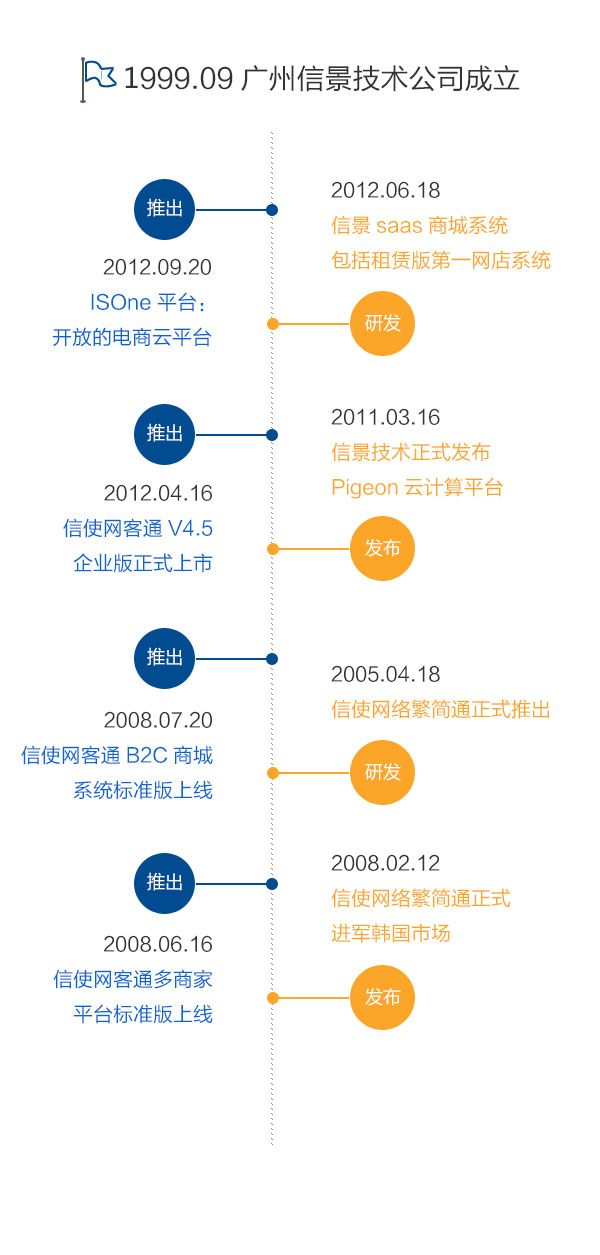 1999.09 广州信景技术公司成立
推出
2012.09.20
ISOne 平台：
开放的电商云平台
2012.06.18
信景 saas 商城系统
包括租赁版第一网店系统
研发
推出
2012.04.16
信使网客通 V4.5
企业版正式上市
2011.03.16
信景技术正式发布
Pigeon 云计算平台
发布
推出
2008.07.20
信使网客通 B2C 商城
系统标准版上线
2005.04.18
信使网络繁简通正式推出
研发
推出
2008.06.16
信使网客通多商家
平台标准版上线
2008.02.12
信使网络繁简通正式
进军韩国市场
发布